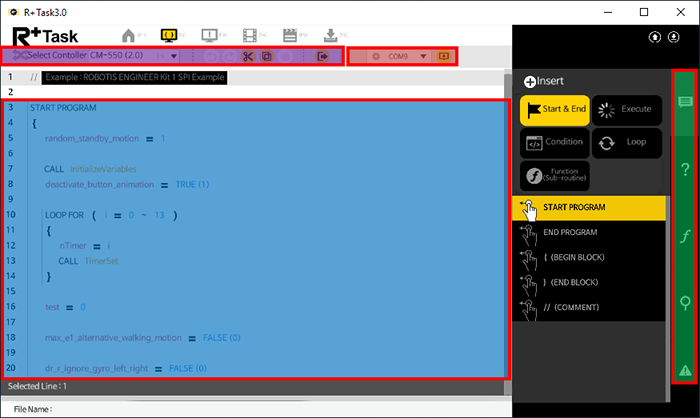 R+Task3.0
R+Task
Select Contoller CM-550 (2.0)
COM9
1 // Example : ROBOTIS ENGINEER Kit 1 SPI Example
2
3 START PROGRAM
4 {
5 random_standby_motion = 1
6
7 CALL InitializeVariables
8 deactivate_button_animation = TRUE (1)
9
10 LOOP FOR ( i = 0 ~ 13 )
11 {
12 nTimer = i
13 CALL TimerSet
14 }
15
16 test = 0
17
18 max_e1_alternative_walking_motion = FALSE (0)
19
20 dr_r_ignore_gyro_left_right = FALSE (0)
Selected Line : 1
File Name :
Insert
Start & End
Execute
Condition
Loop
Function
(Sub-routine)
START PROGRAM
END PROGRAM
{ (BEGIN BLOCK)
} (END BLOCK)
// (COMMENT)